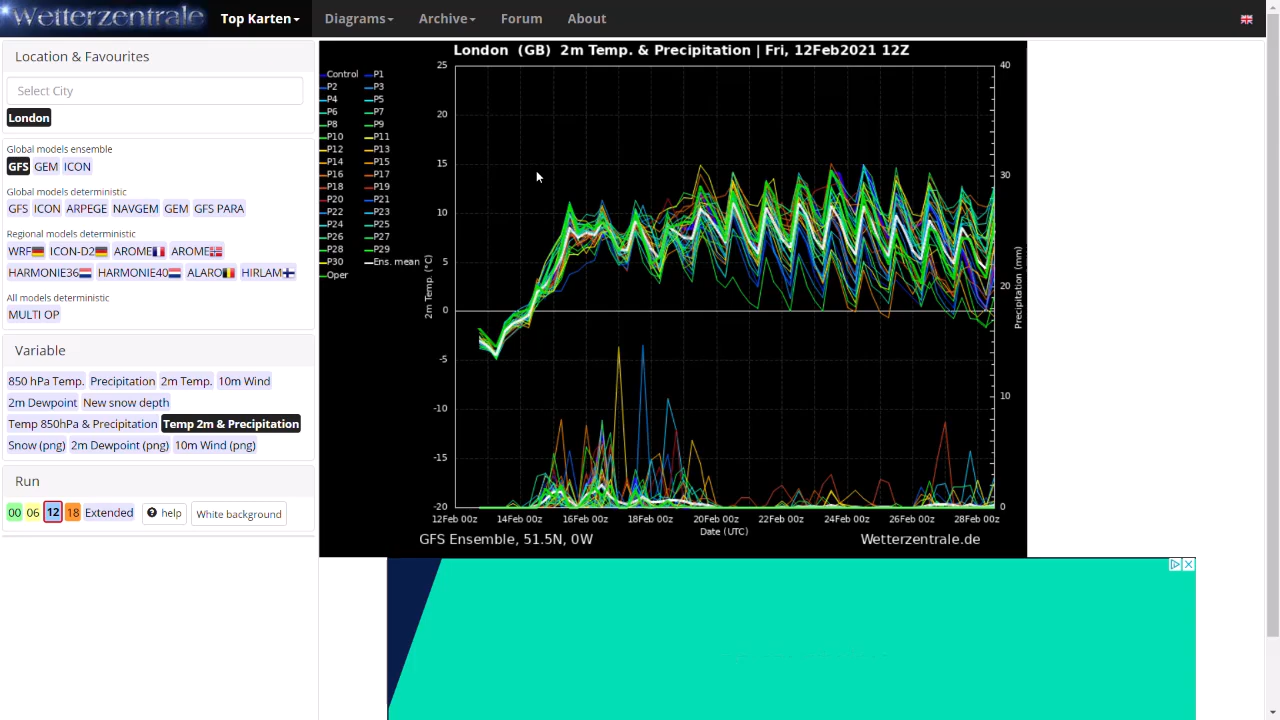 Wetterzentrale Top Karten Diagrams Archive Forum About
Location & Favourites
Select City
London
Global models ensemble
GFS GEM ICON
Global models deterministic
GFS ICON ARPEGE NAVGEM GEM GFS PARA
Regional models deterministic
WRF ICON-D2 AROME AROME
HARMONIE36 HARMONIE40 ALARO HIRLAM
All models deterministic
MULTI OP
Variable
850 hPa Temp. Precipitation 2m Temp. 10m Wind
2m Dewpoint New snow depth
Temp 850hPa & Precipitation Temp 2m & Precipitation
Snow (png) 2m Dewpoint (png) 10m Wind (png)
Run
00 06 12 18 Extended help White background
London (GB) 2m Temp. & Precipitation | Fri, 12Feb2021 12Z
Control P1
P2 P3
P4 P5
P6 P7
P8 P9
P10 P11
P12 P13
P14 P15
P16 P17
P18 P19
P20 P21
P22 P23
P24 P25
P26 P27
P28 P29
P30 Ens. mean
Oper
2m Temp. (°C)
25
20
15
10
5
0
-5
-10
-15
-20
40
30
20
10
0
Precipitation (mm)
12Feb 00z 14Feb 00z 16Feb 00z 18Feb 00z 20Feb 00z 22Feb 00z 24Feb 00z 26Feb 00z 28Feb 00z
Date (UTC)
GFS Ensemble, 51.5N, 0W Wetterzentrale.de